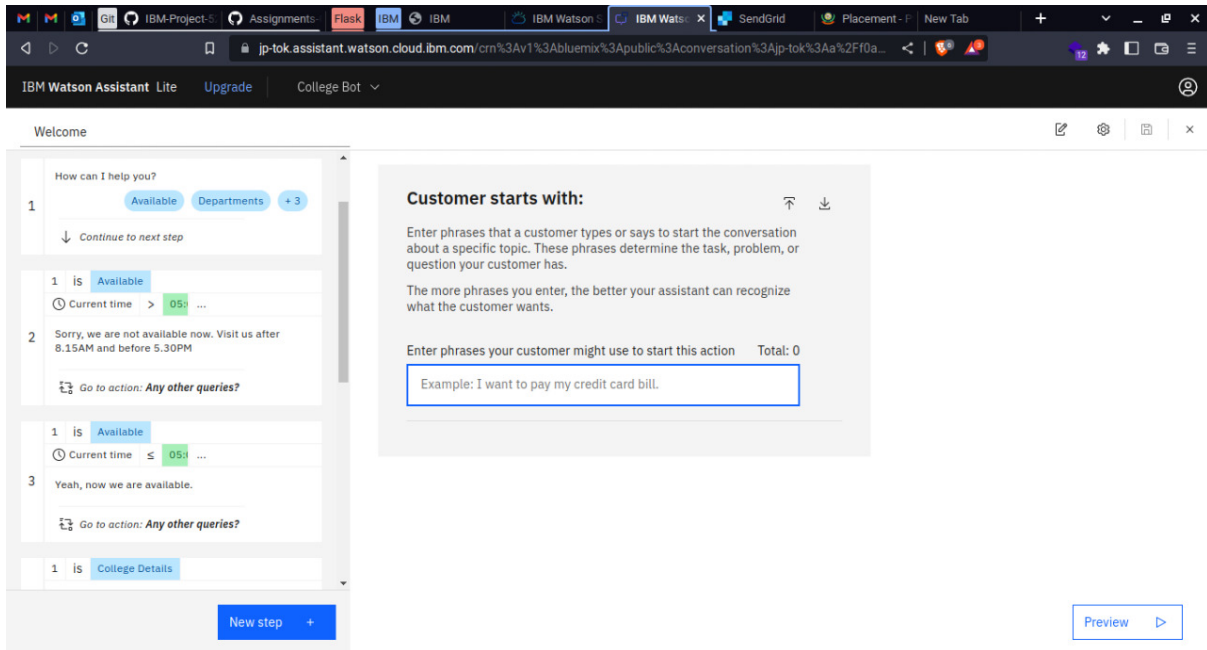 Git
IBM-Project-5
Assignments-
Flask
IBM
IBM
IBM Watson S
IBM Watso
SendGrid
Placement - P
New Tab
jp-tok.assistant.watson.cloud.ibm.com/crn%3Av1%3Abluemix%3Apublic%3Aconversation%3Ajp-tok%3Aa%2Ff0a...
12
IBM Watson Assistant Lite
Upgrade
College Bot
Welcome
1
How can I help you?
Available
Departments
+ 3
Continue to next step
2
1 is Available
Current time > 05: ...
Sorry, we are not available now. Visit us after
8.15AM and before 5.30PM
Go to action: Any other queries?
3
1 is Available
Current time ≤ 05: ...
Yeah, now we are available.
Go to action: Any other queries?
1 is College Details
New step +
Customer starts with:
Enter phrases that a customer types or says to start the conversation
about a specific topic. These phrases determine the task, problem, or
question your customer has.
The more phrases you enter, the better your assistant can recognize
what the customer wants.
Enter phrases your customer might use to start this action
Total: 0
Example: I want to pay my credit card bill.
Preview